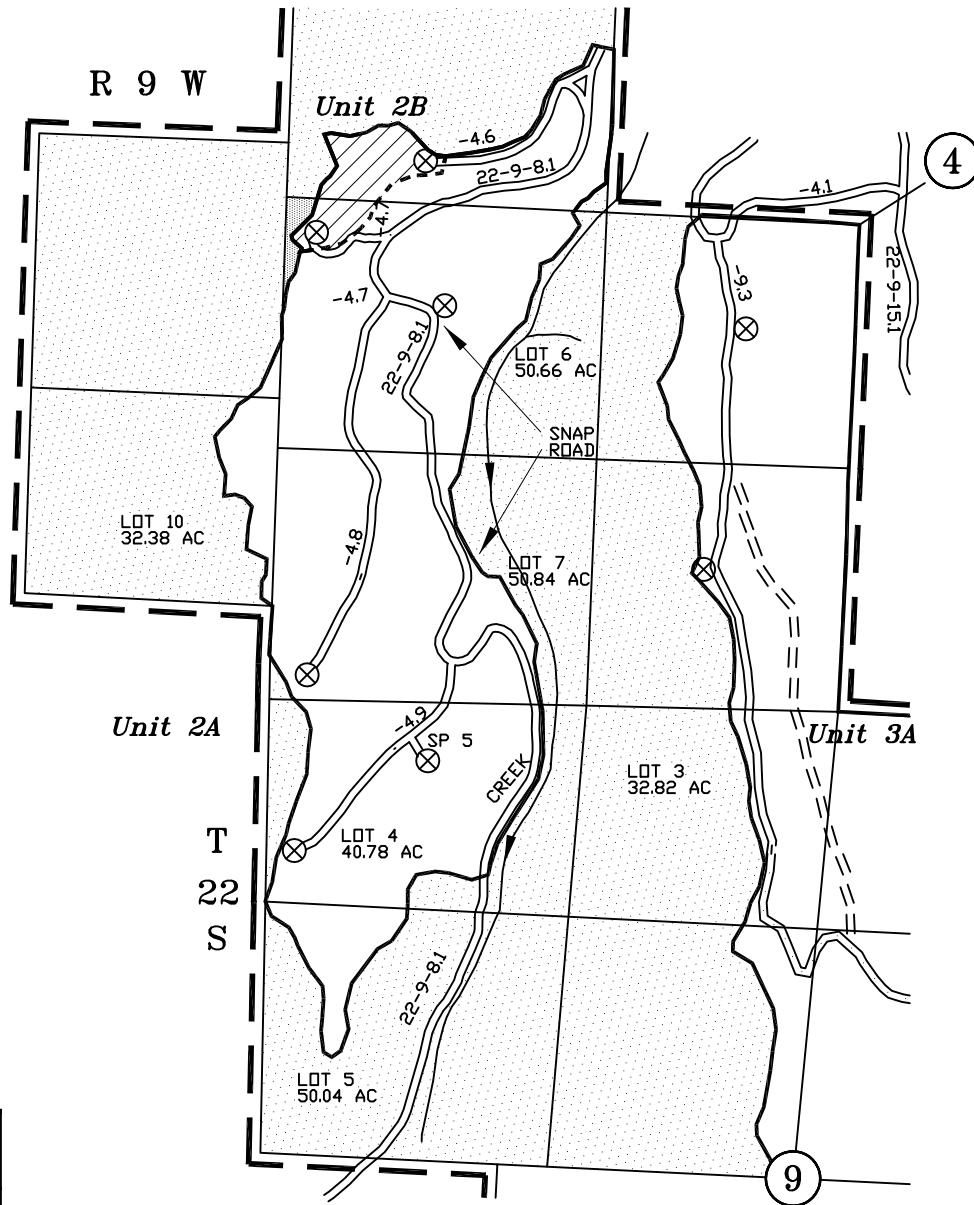 R 9 W
Unit 2B
-4.6
22-9-8.1
4
-4.1
-4.7
-9.3
22-9-15.1
-4.7
22-9-8.1
LOT 6
50.66 AC
SNAP
ROAD
LOT 10
32.38 AC
-4.8
LOT 7
50.84 AC
Unit 2A
-4.9
SP 5
Unit 3A
CREEK
LOT 3
32.82 AC
T
22
S
LOT 4
40.78 AC
22-9-8.1
LOT 5
50.04 AC
9